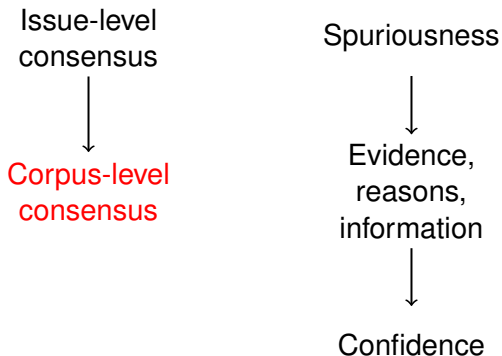 Issue-level
consensus
Corpus-level
consensus
Spuriousness
Evidence,
reasons,
information
Confidence